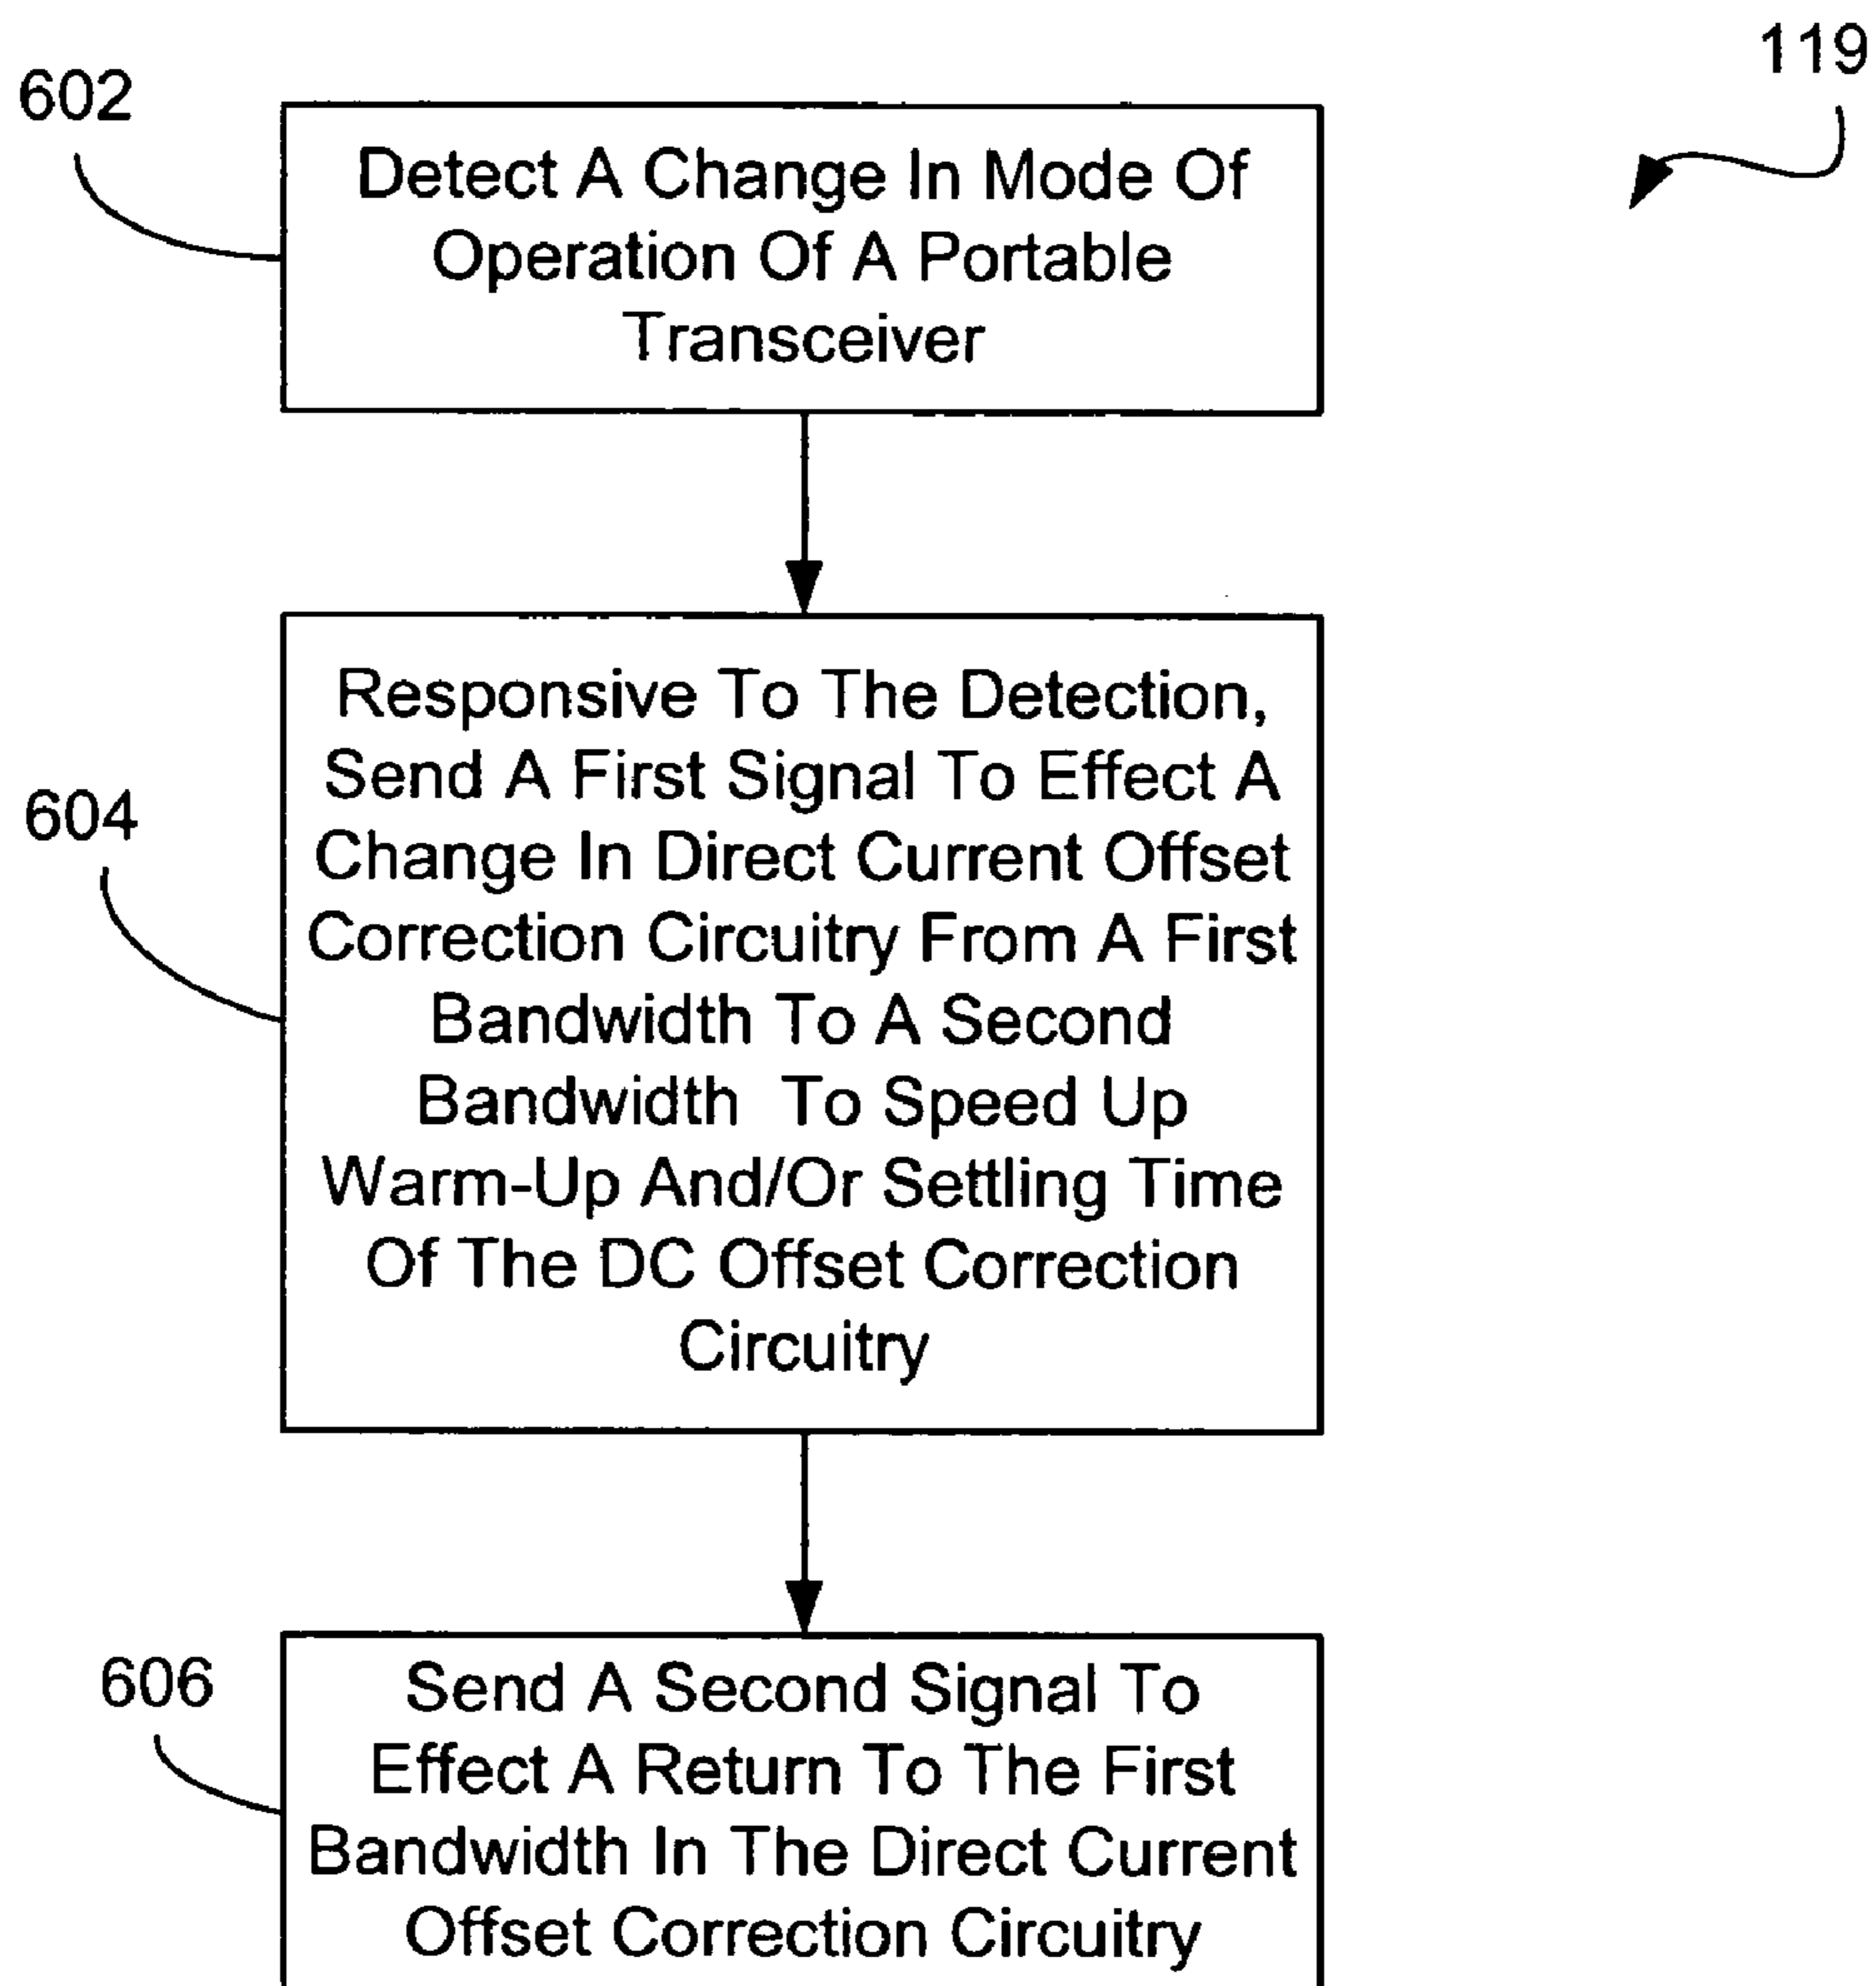 119
602
Detect A Change In Mode Of
Operation Of A Portable
Transceiver
604
Responsive To The Detection,
Send A First Signal To Effect A
Change In Direct Current Offset
Correction Circuitry From A First
Bandwidth To A Second
Bandwidth To Speed Up
Warm-Up And/Or Settling Time
Of The DC Offset Correction
Circuitry
606
Send A Second Signal To
Effect A Return To The First
Bandwidth In The Direct Current
Offset Correction Circuitry